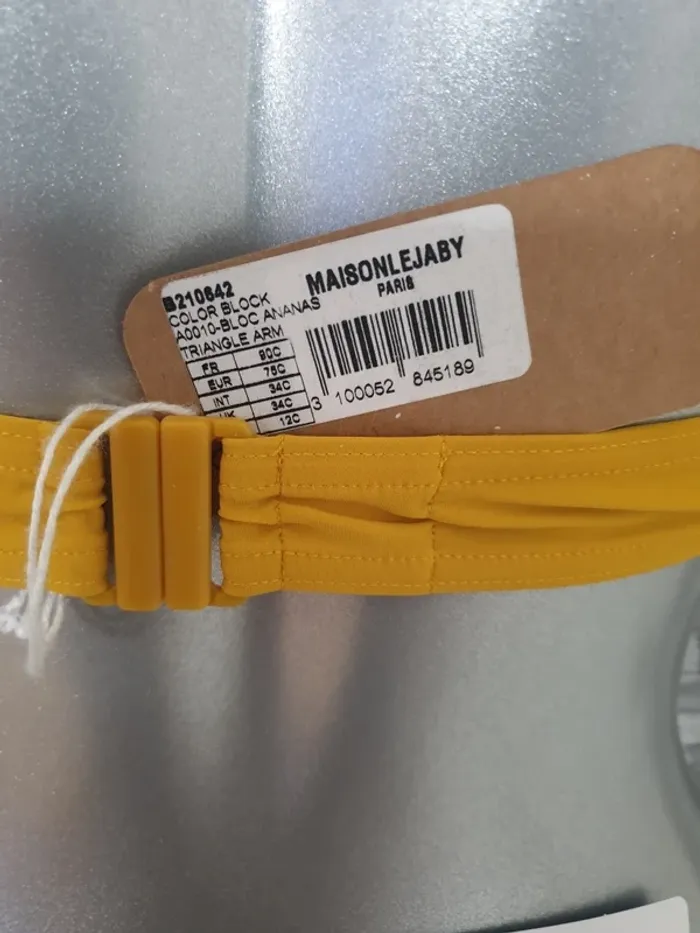 B210642
COLOR BLOCK
A0010-BLOC ANANAS
TRIANGLE ARM
FR 90C
EUR 75C
INT 34C
UK 34C
12C
MAISONLEJABY
PARIS
3 100052 845189